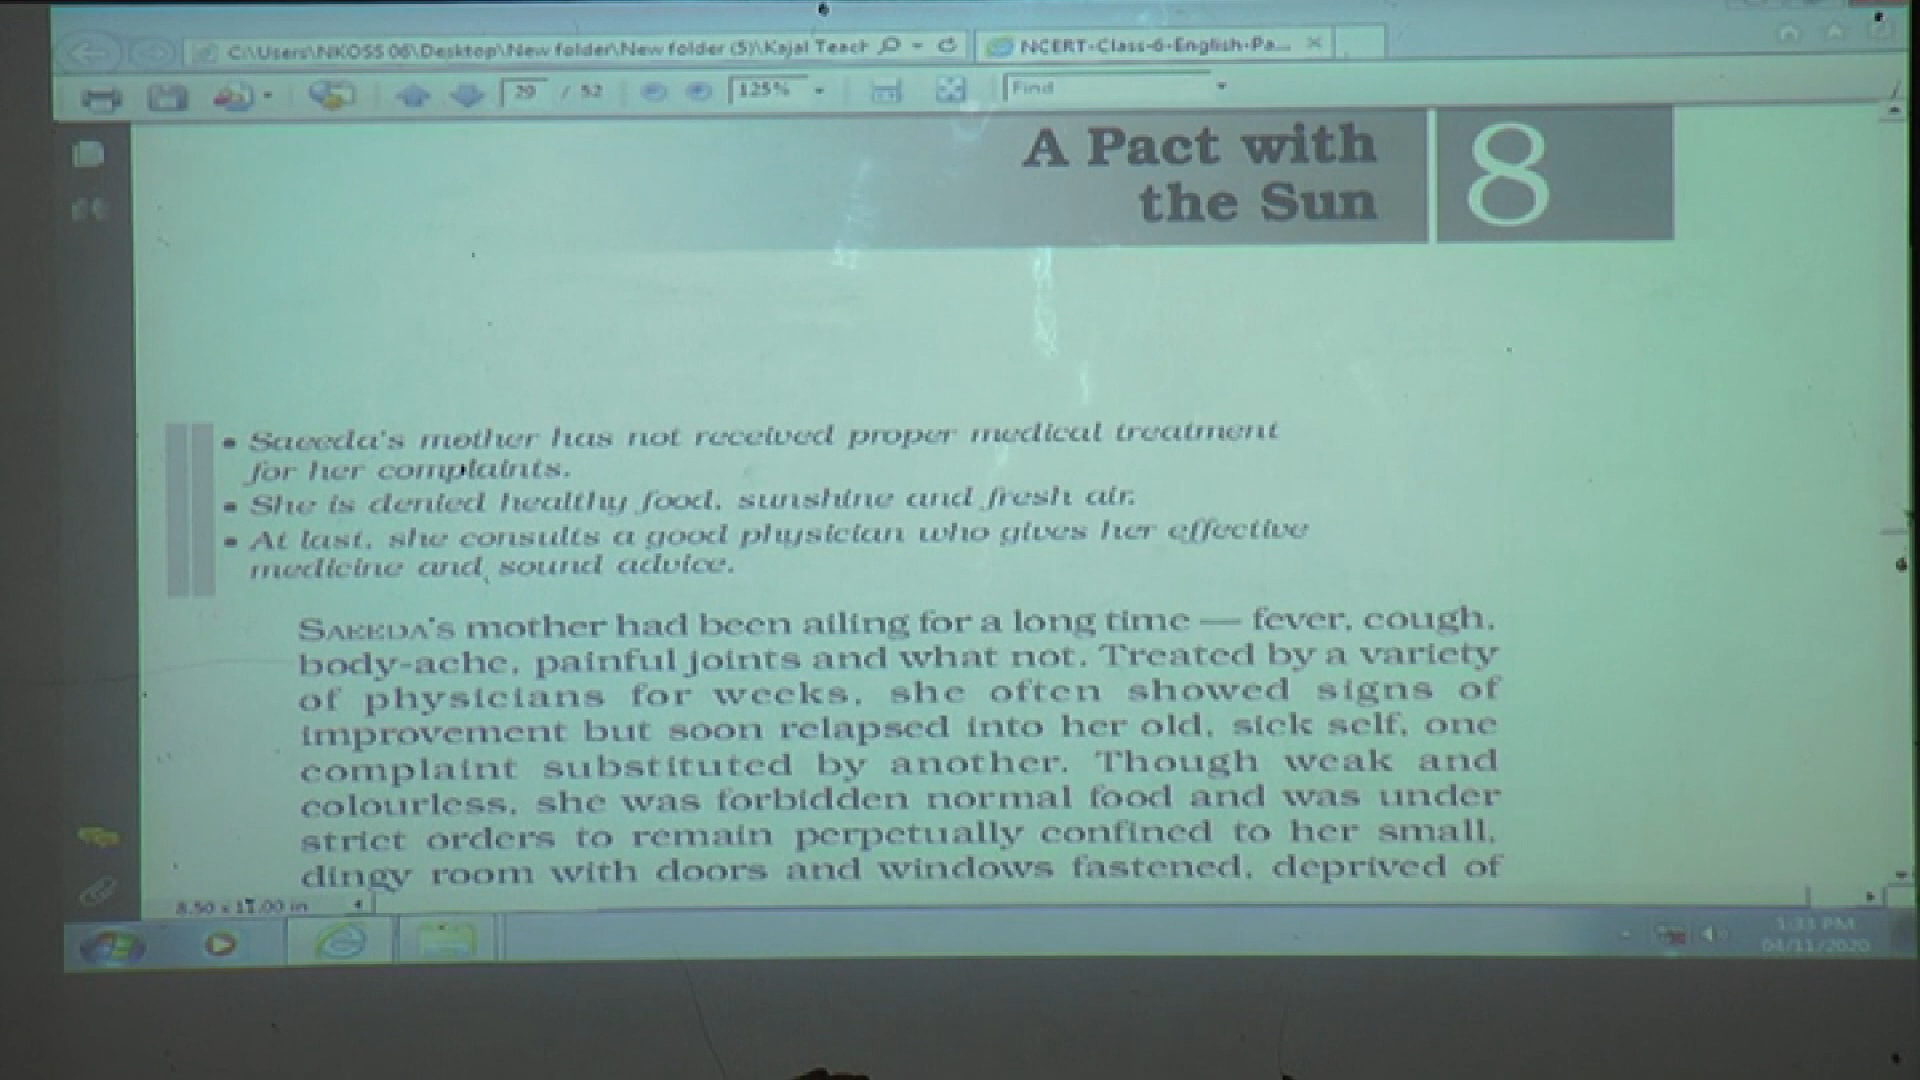 C:\Users\NKOSS 06\Desktop\New folder\New folder (5)\Kajal Teach
NCERT-Class-6-English-Pa...
29 / 52
125%
Find
A Pact with
the Sun
8
• Saeeda's mother has not received proper medical treatment
for her complaints.
• She is denied healthy food, sunshine and fresh air.
• At last, she consults a good physician who gives her effective
medicine and sound advice.
SAEEDA's mother had been ailing for a long time — fever, cough,
body-ache, painful joints and what not. Treated by a variety
of physicians for weeks, she often showed signs of
improvement but soon relapsed into her old, sick self, one
complaint substituted by another. Though weak and
colourless, she was forbidden normal food and was under
strict orders to remain perpetually confined to her small,
dingy room with doors and windows fastened, deprived of
8.50 x 11.00 in
1:33 PM
04/11/2020